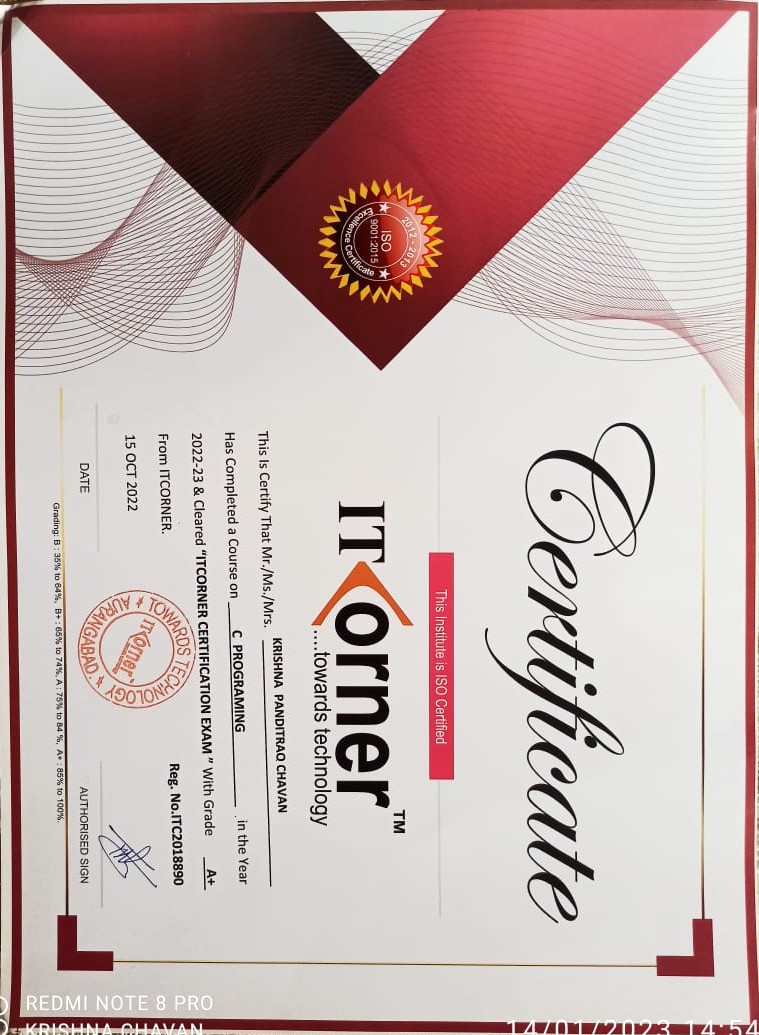 Certificate
This Institute is ISO Certified
2012 - 2013
ISO
9001:2015
Excellence Certificate
ITCorner TM
....towards technology
This Is Certify That Mr./Ms./Mrs. KRISHNA PANDITRAO CHAVAN
Has Completed a Course on C PROGRAMING in the Year
2022-23 & Cleared “ITCORNER CERTIFICATION EXAM ” With Grade A+
From ITCORNER.
Reg. No.ITC2018890
15 OCT 2022
TOWARDS TECHNOLOGY
ITCorner
AURANGABAD.
DATE
AUTHORISED SIGN
Grading: B : 35% to 64%, B+ : 65% to 74%, A : 75% to 84 %, A+ : 85% to 100%.
REDMI NOTE 8 PRO
KRISHNA CHAVAN
14/01/2023 14:54